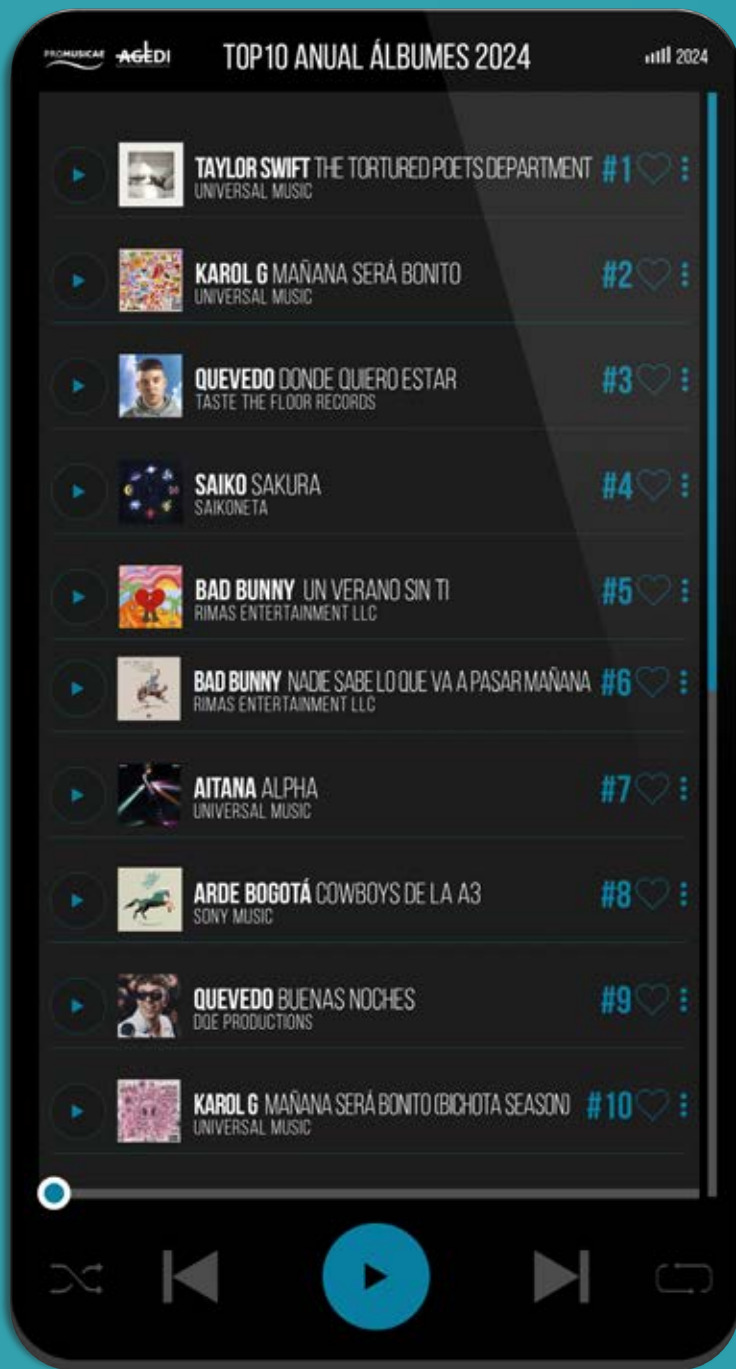 PROMUSICAE AGEDI TOP 10 ANUAL ÁLBUMES 2024 2024
TAYLOR SWIFT THE TORTURED POETS DEPARTMENT #1
UNIVERSAL MUSIC
KAROL G MAÑANA SERÁ BONITO #2
UNIVERSAL MUSIC
QUEVEDO DONDE QUIERO ESTAR #3
TASTE THE FLOOR RECORDS
SAIKO SAKURA #4
SAIKONETA
BAD BUNNY UN VERANO SIN TI #5
RIMAS ENTERTAINMENT LLC
BAD BUNNY NADIE SABE LO QUE VA A PASAR MAÑANA #6
RIMAS ENTERTAINMENT LLC
AITANA ALPHA #7
UNIVERSAL MUSIC
ARDE BOGOTÁ COWBOYS DE LA A3 #8
SONY MUSIC
QUEVEDO BUENAS NOCHES #9
DQE PRODUCTIONS
KAROL G MAÑANA SERÁ BONITO (BICHOTA SEASON) #10
UNIVERSAL MUSIC